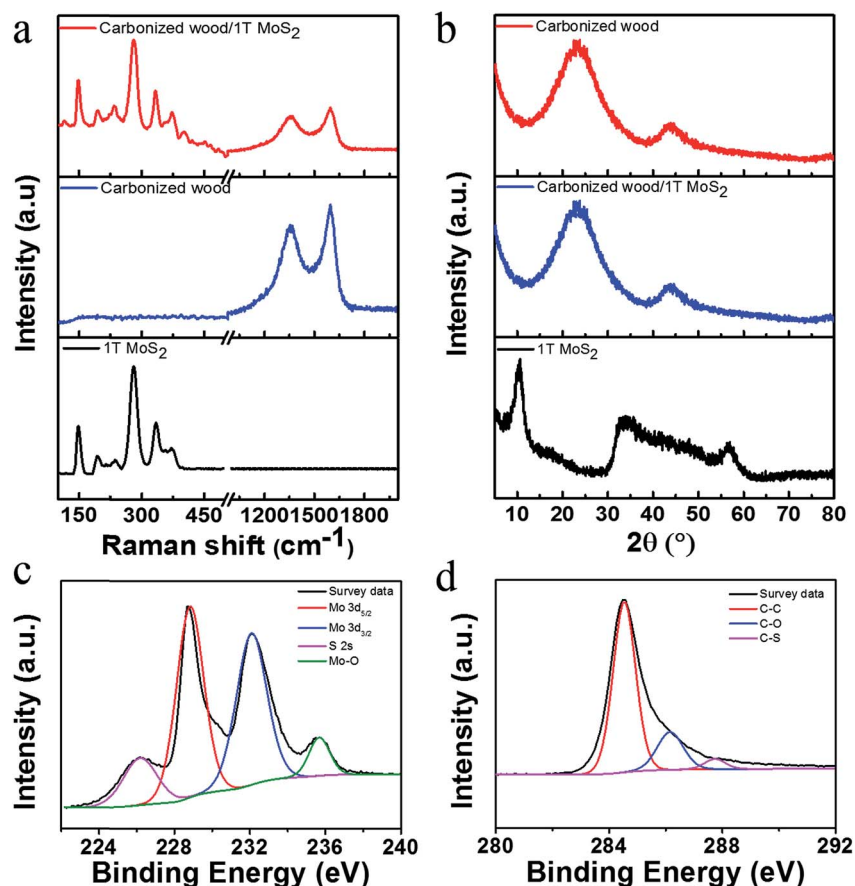 a
Carbonized wood/1T MoS2
Carbonized wood
1T MoS2
Intensity (a.u)
150 300 450 1200 1500 1800
Raman shift (cm-1)
b
Carbonized wood
Carbonized wood/1T MoS2
1T MoS2
Intensity (a.u.)
10 20 30 40 50 60 70 80
2θ (°)
c
Survey data
Mo 3d5/2
Mo 3d3/2
S 2s
Mo-O
Intensity (a.u.)
224 228 232 236 240
Binding Energy (eV)
d
Survey data
C-C
C-O
C-S
Intensity (a.u.)
280 284 288 292
Binding Energy (eV)